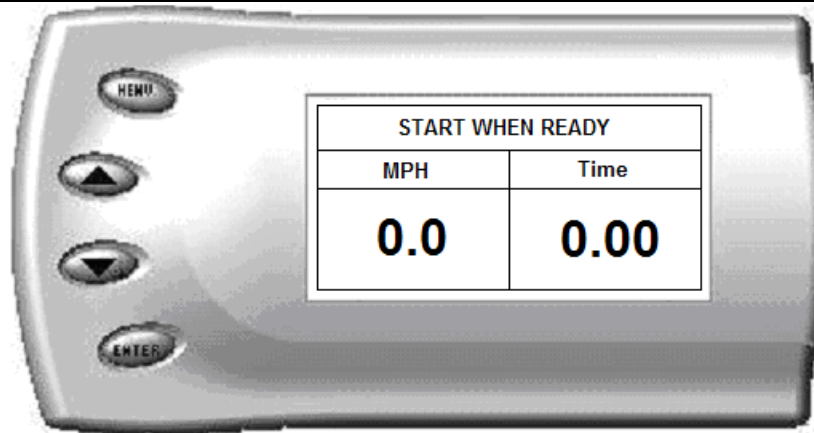 MENU
START WHEN READY
MPH Time
0.0 0.00
ENTER